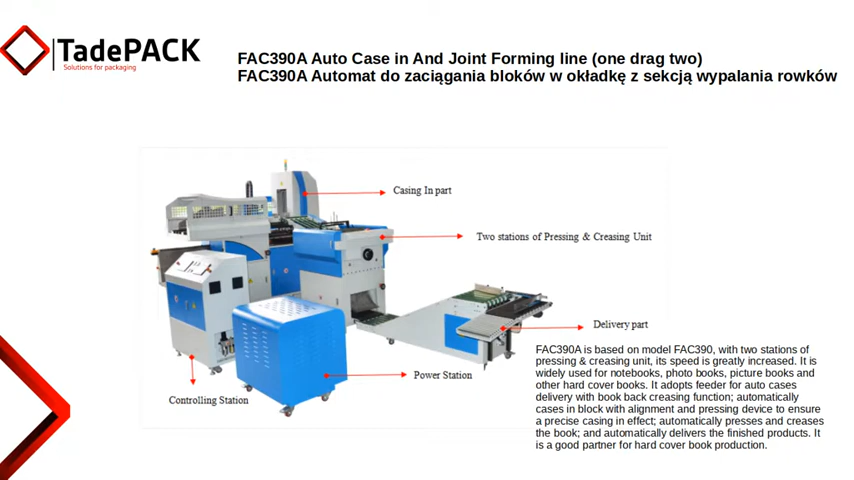 TadePACK
Solutions for packaging
FAC390A Auto Case in And Joint Forming line (one drag two)
FAC390A Automat do zaciągania bloków w okładkę z sekcją wypalania rowków
Casing In part
Two stations of Pressing & Creasing Unit
Delivery part
Power Station
Controlling Station
FAC390A is based on model FAC390, with two stations of
pressing & creasing unit, its speed is greatly increased. It is
widely used for notebooks, photo books, picture books and
other hard cover books. It adopts feeder for auto cases
delivery with book back creasing function; automatically
cases in block with alignment and pressing device to ensure
a precise casing in effect; automatically presses and creases
the book; and automatically delivers the finished products. It
is a good partner for hard cover book production.